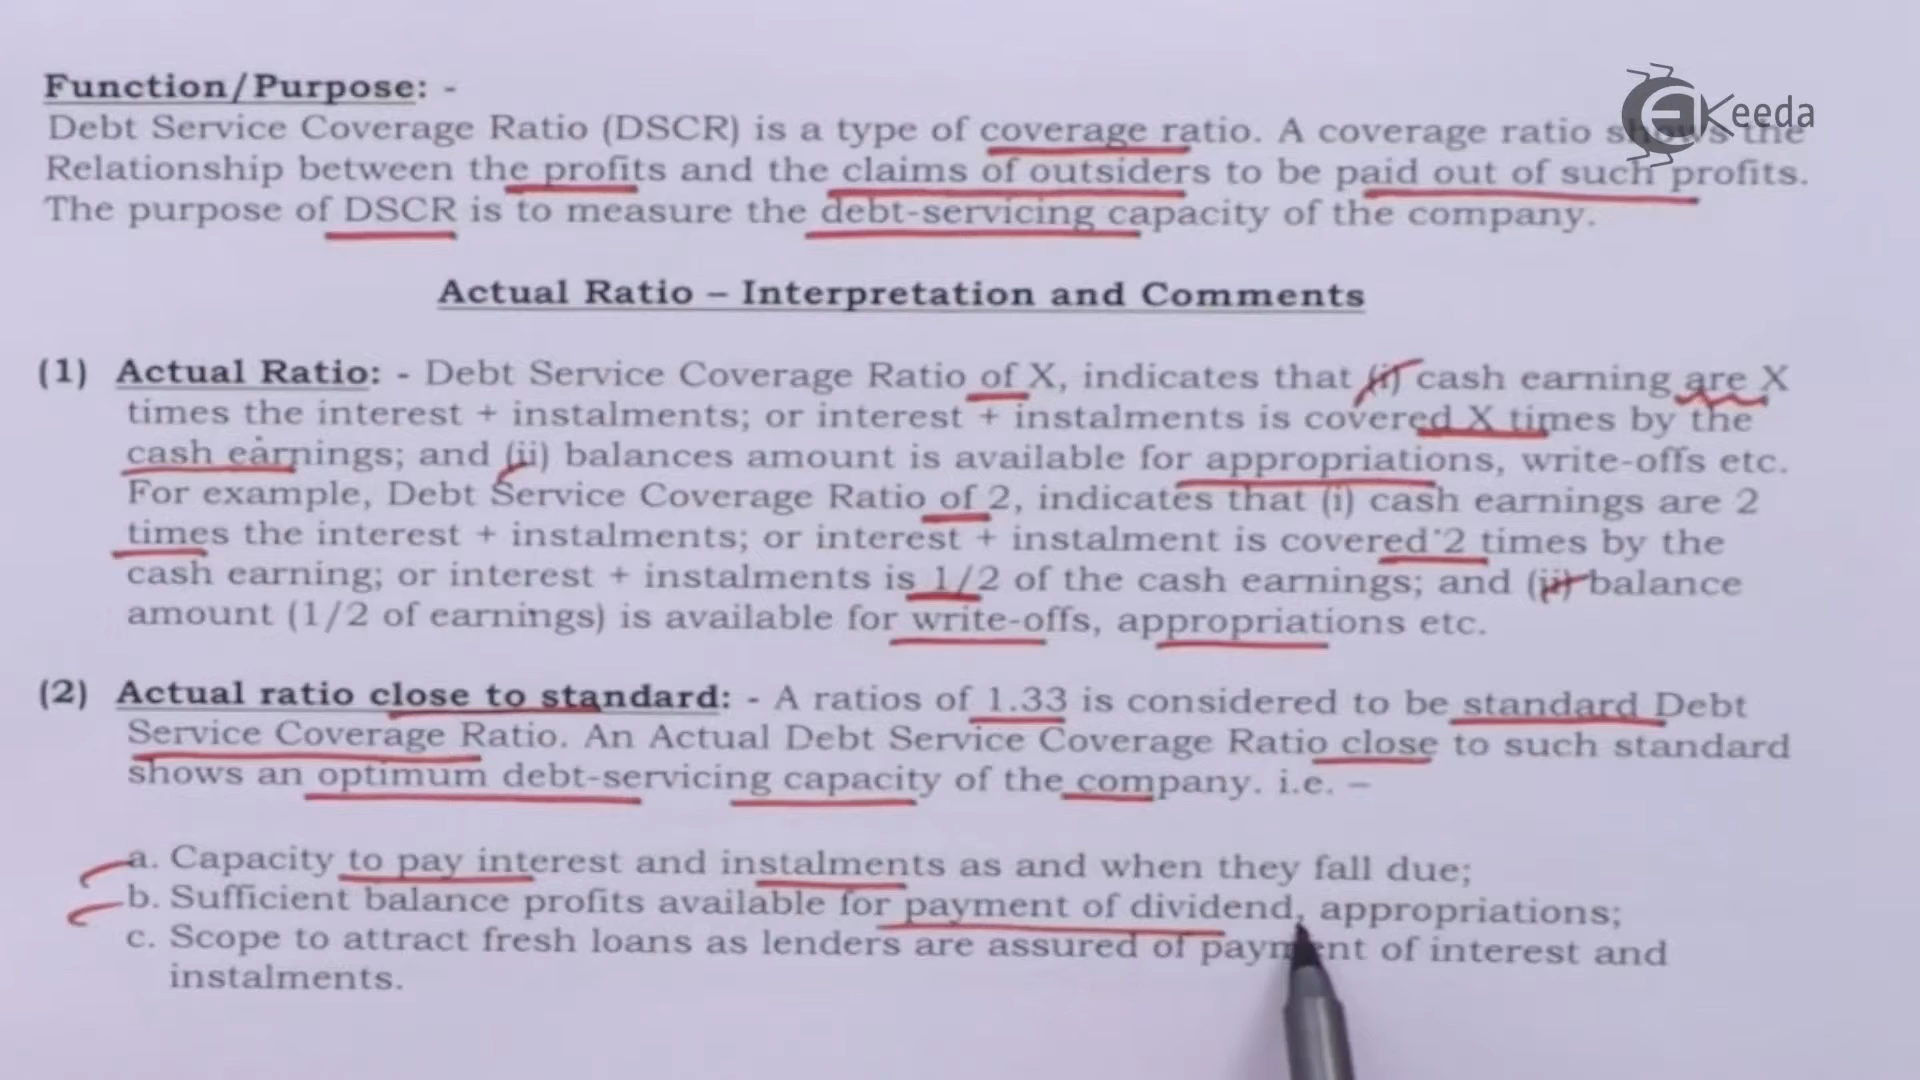 Function/Purpose: -
Keeda
Debt Service Coverage Ratio (DSCR) is a type of coverage ratio. A coverage ratio shows the
Relationship between the profits and the claims of outsiders to be paid out of such profits.
The purpose of DSCR is to measure the debt-servicing capacity of the company.
Actual Ratio – Interpretation and Comments
(1) Actual Ratio: - Debt Service Coverage Ratio of X, indicates that (i) cash earning are X
times the interest + instalments; or interest + instalments is covered X times by the
cash earnings; and (ii) balances amount is available for appropriations, write-offs etc.
For example, Debt Service Coverage Ratio of 2, indicates that (i) cash earnings are 2
times the interest + instalments; or interest + instalment is covered 2 times by the
cash earning; or interest + instalments is 1/2 of the cash earnings; and (ii) balance
amount (1/2 of earnings) is available for write-offs, appropriations etc.
(2) Actual ratio close to standard: - A ratios of 1.33 is considered to be standard Debt
Service Coverage Ratio. An Actual Debt Service Coverage Ratio close to such standard
shows an optimum debt-servicing capacity of the company. i.e. –
a. Capacity to pay interest and instalments as and when they fall due;
b. Sufficient balance profits available for payment of dividend, appropriations;
c. Scope to attract fresh loans as lenders are assured of payment of interest and
instalments.